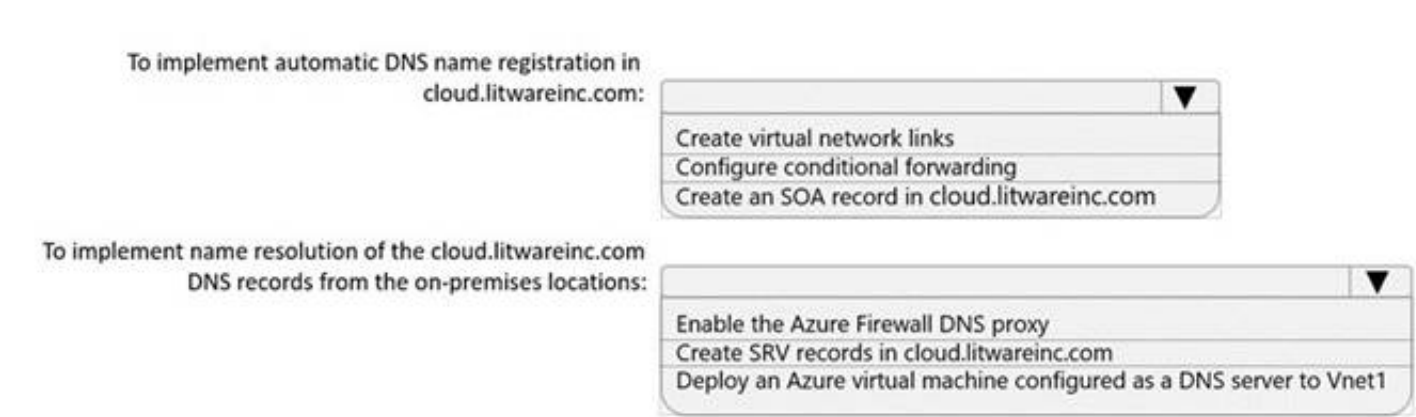 To implement automatic DNS name registration in
cloud.litwareinc.com:
Create virtual network links
Configure conditional forwarding
Create an SOA record in cloud.litwareinc.com
To implement name resolution of the cloud.litwareinc.com
DNS records from the on-premises locations:
Enable the Azure Firewall DNS proxy
Create SRV records in cloud.litwareinc.com
Deploy an Azure virtual machine configured as a DNS server to Vnet1